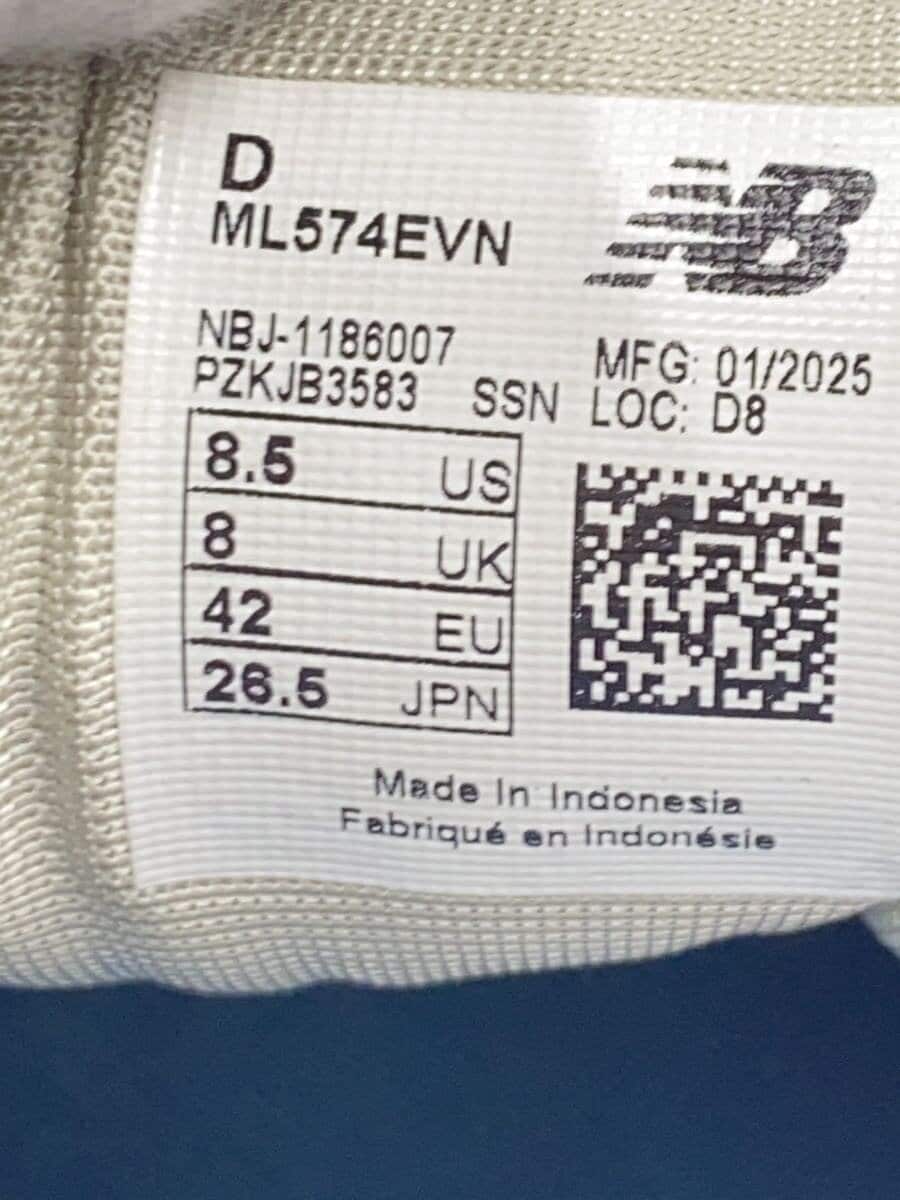 D
ML574EVN
NB
NBJ-1186007
PZKJB3583 SSN
MFG: 01/2025
LOC: D8
8.5 US
8 UK
42 EU
26.5 JPN
Made In Indonesia
Fabriqué en Indonésie